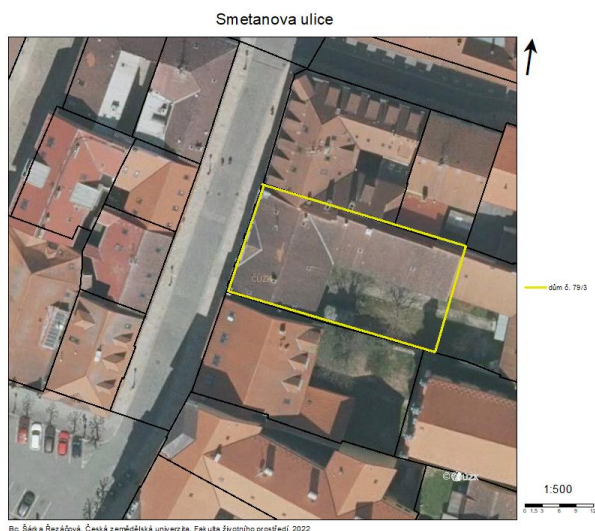 Smetanova ulice
dům č. 79/3
ČÚZK
© ČÚZK
1:500
0 1,5 3 6 9 12
Bc. Šárka Řezáčová, Česká zemědělská univerzita, Fakulta životního prostředí, 2022